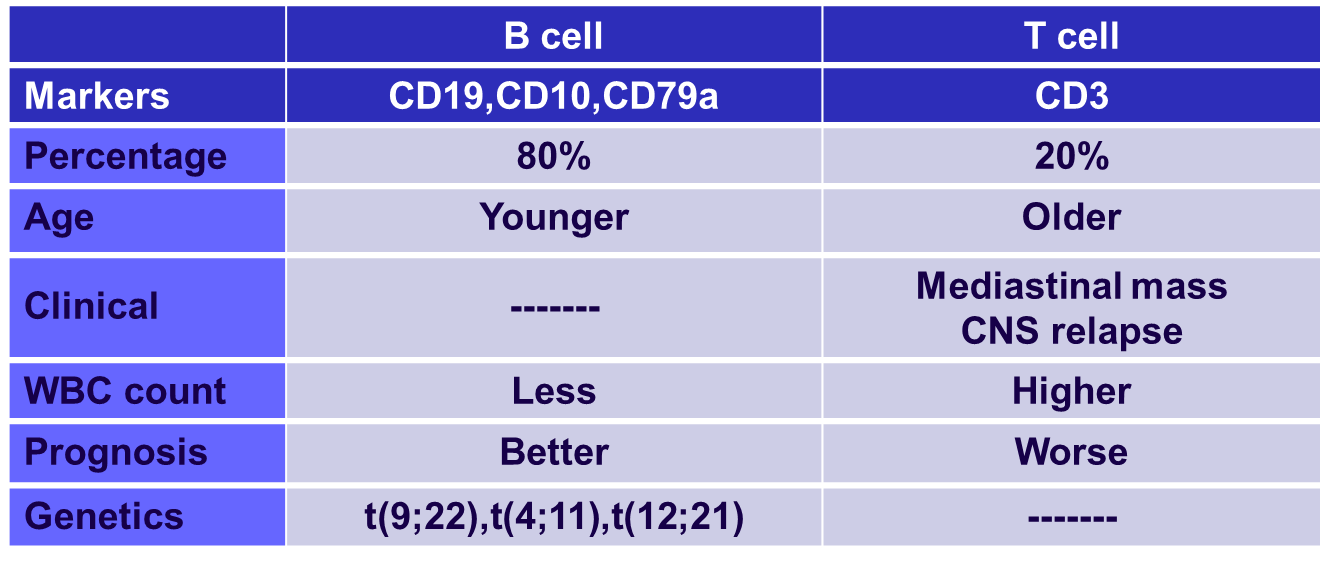 B cell T cell
Markers CD19,CD10,CD79a CD3
Percentage 80% 20%
Age Younger Older
Clinical ------- Mediastinal mass
CNS relapse
WBC count Less Higher
Prognosis Better Worse
Genetics t(9;22),t(4;11),t(12;21) -------